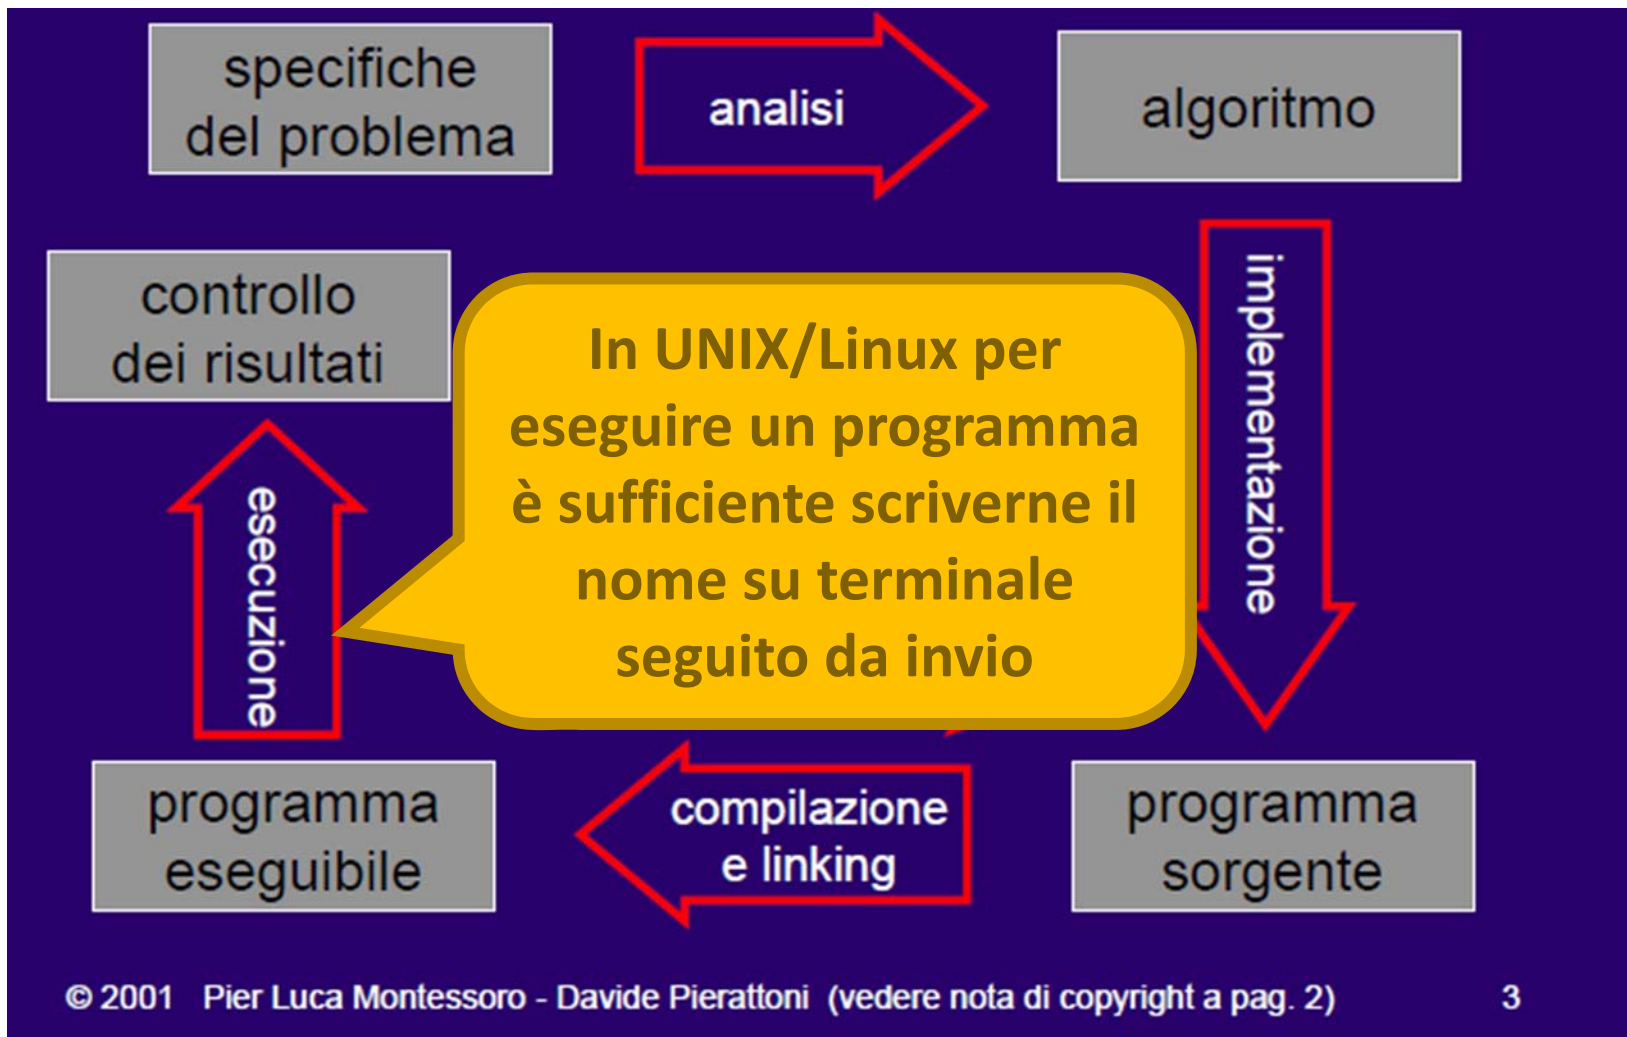 specifiche
del problema
analisi
algoritmo
implementazione
controllo
dei risultati
In UNIX/Linux per
eseguire un programma
è sufficiente scriverne il
nome su terminale
seguito da invio
esecuzione
programma
eseguibile
compilazione
e linking
programma
sorgente
© 2001 Pier Luca Montessoro - Davide Pierattoni (vedere nota di copyright a pag. 2)
3